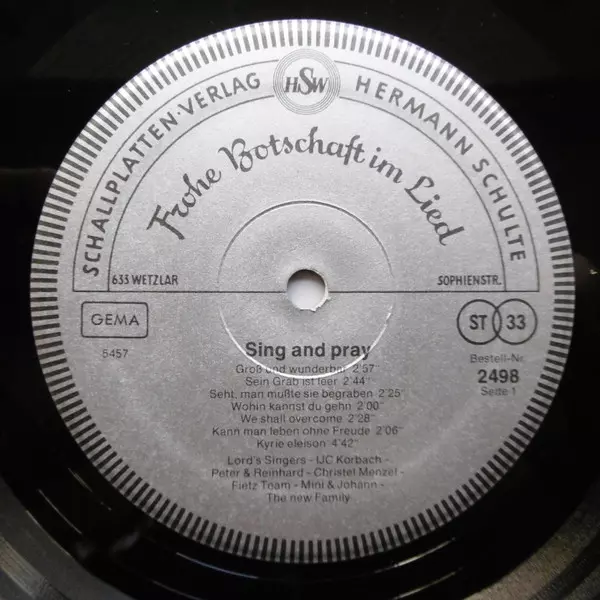 SCHALLPLATTEN·VERLAG HSW HERMANN SCHULTE
Frohe Botschaft im Lied
633 WETZLAR SOPHIENSTR.
GEMA
5457
ST 33
Bestell-Nr.
2498
Seite 1
Sing and pray
Groß und wunderbar 2'57
Sein Grab ist leer 2'44"
Seht, man mußte sie begraben 2'25"
Wohin kannst du gehn 2'00"
We shall overcome 2'28"
Kann man leben ohne Freude 2'06"
Kyrie eleison 4'42"
Lord's Singers - IJC Korbach -
Peter & Reinhard - Christel Menzel -
Fietz Team - Mini & Johann -
The new Family